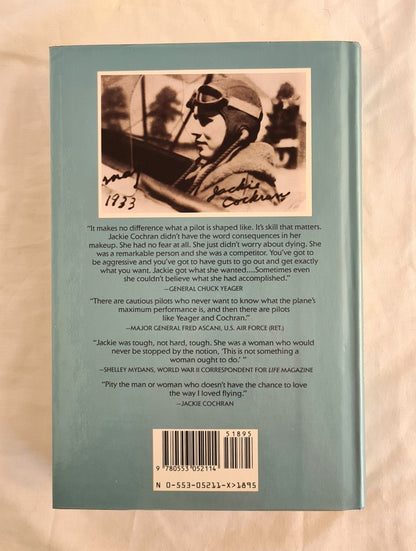 May
1933
Jackie
Cochran
"It makes no difference what a pilot is shaped like. It's skill that matters.
Jackie Cochran didn't have the word consequences in her
makeup. She had no fear at all. She just didn't worry about dying. She
was a remarkable person and she was a competitor. You've got to
be aggressive and you've got to have guts to go out and get exactly
what you want. Jackie got what she wanted....Sometimes even
she couldn't believe what she had accomplished."
—GENERAL CHUCK YEAGER
"There are cautious pilots who never want to know what the plane's
maximum performance is, and then there are pilots
like Yeager and Cochran."
—MAJOR GENERAL FRED ASCANI, U.S. AIR FORCE (RET.)
"Jackie was tough, not hard, tough. She was a woman who would
never be stopped by the notion, 'This is not something a
woman ought to do.' "
—SHELLEY MYDANS, WORLD WAR II CORRESPONDENT FOR LIFE MAGAZINE
"Pity the man or woman who doesn't have the chance to love
the way I loved flying."
—JACKIE COCHRAN
51895
9 780553 052114
N 0-553-05211-X>1895